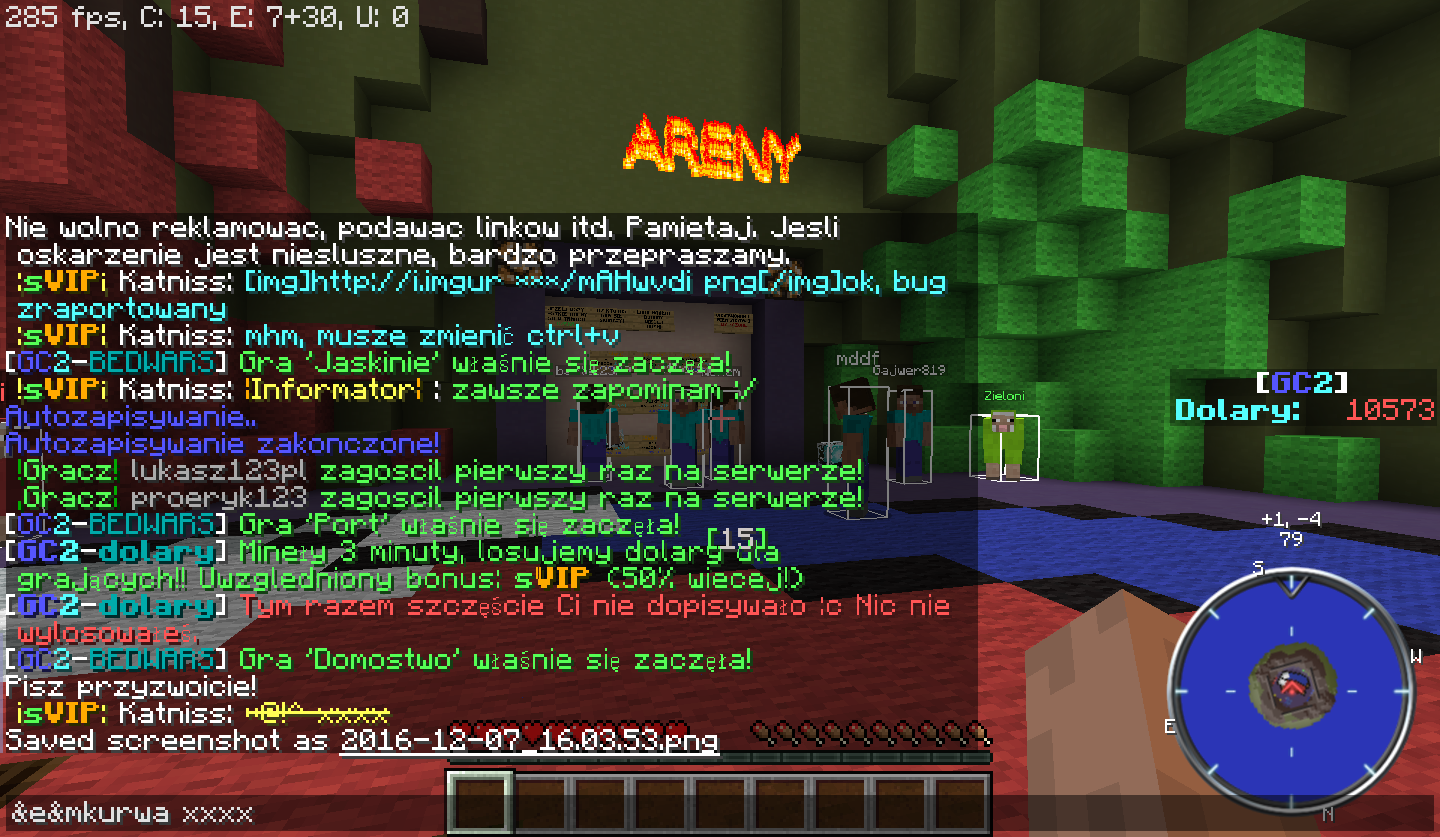 285 fps, C: 15, E: 7+30, U: 0
ARENY
Nie wolno reklamowac, podawac linkow itd. Pamietaj. Jesli
oskarzenie jest niesluszne, bardzo przepraszamy.
¦sVIP¡ Katniss: [img]http://i.imgur ×××/mAHwvdi png[/img]ok, bug
zraportowany
¦sVIP¦ Katniss: mhm, musze zmienić ctrl+v
[GC2-BEDWARS] Gra 'Jaskinie' właśnie się zaczęła!
!sVIP¡ Katniss: ¦Informator¦ : zawsze zapominam :/
Autozapisywanie..
Autozapisywanie zakonczone!
!Gracz! lukasz123pl zagoscil pierwszy raz na serwerze!
¡Gracz! proeryk123 zagoscil pierwszy raz na serwerze!
[GC2-BEDWARS] Gra 'Fort' właśnie się zaczęła!
[GC2-dolary] Minęły 3 minuty, losujemy dolary dla
grających!! Uwzgledniony bonus: sVIP (50% wiecej!)
[GC2-dolary] Tym razem szczęście Ci nie dopisywało :c Nic nie
wylosowałeś.
[GC2-BEDWARS] Gra 'Domostwo' właśnie się zaczęła!
Pisz przyzwoicie!
¡sVIP¦ Katniss: @!^ xxxx
Saved screenshot as 2016-12-07_16.03.53.png
&e&mkurwa xxxx
mddf
Gajwer819
Zieloni
[15]
[GC2]
Dolary: 10573
+1, -4
79
S
W
E
N